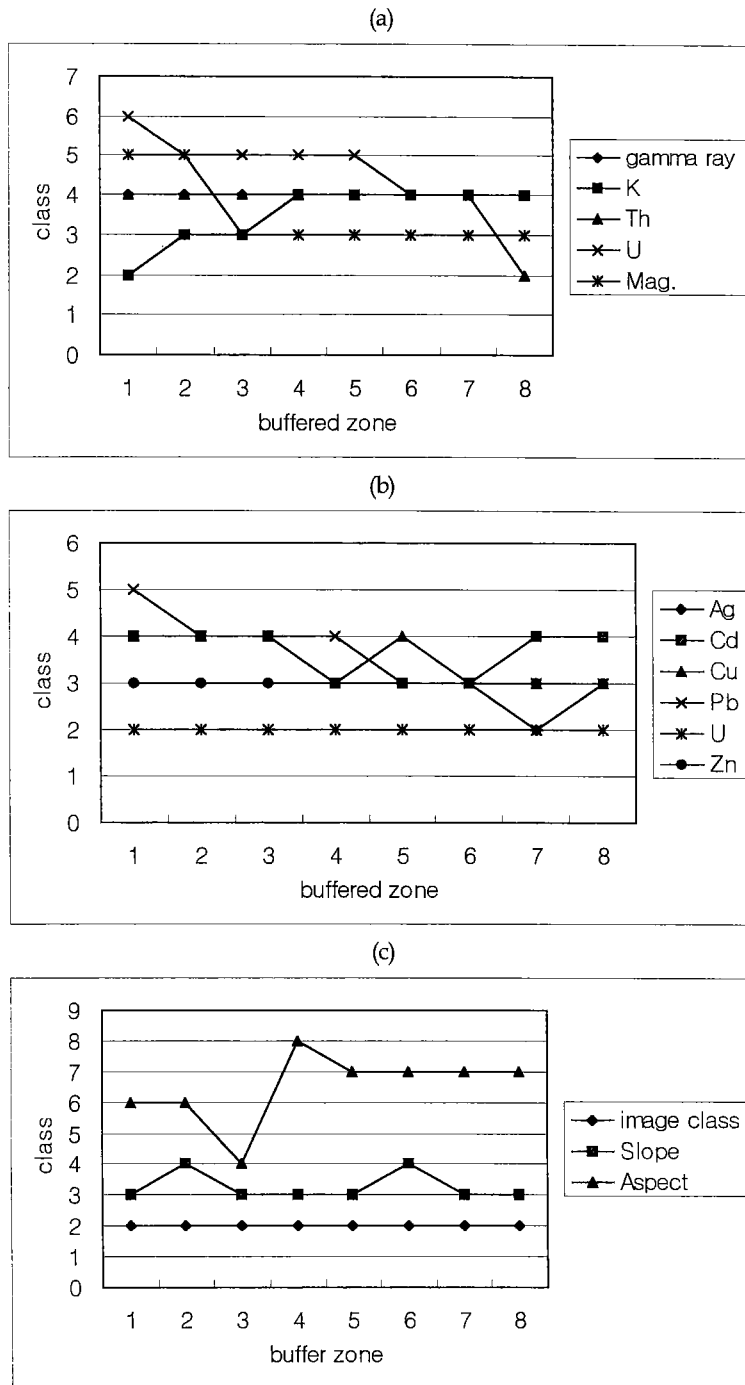 (a)
7
6
5
4
3
2
1
0
class
1 2 3 4 5 6 7 8
buffered zone
gamma ray
K
Th
U
Mag.
(b)
6
5
4
3
2
1
0
class
1 2 3 4 5 6 7 8
buffered zone
Ag
Cd
Cu
Pb
U
Zn
(c)
9
8
7
6
5
4
3
2
1
0
class
1 2 3 4 5 6 7 8
buffer zone
image class
Slope
Aspect